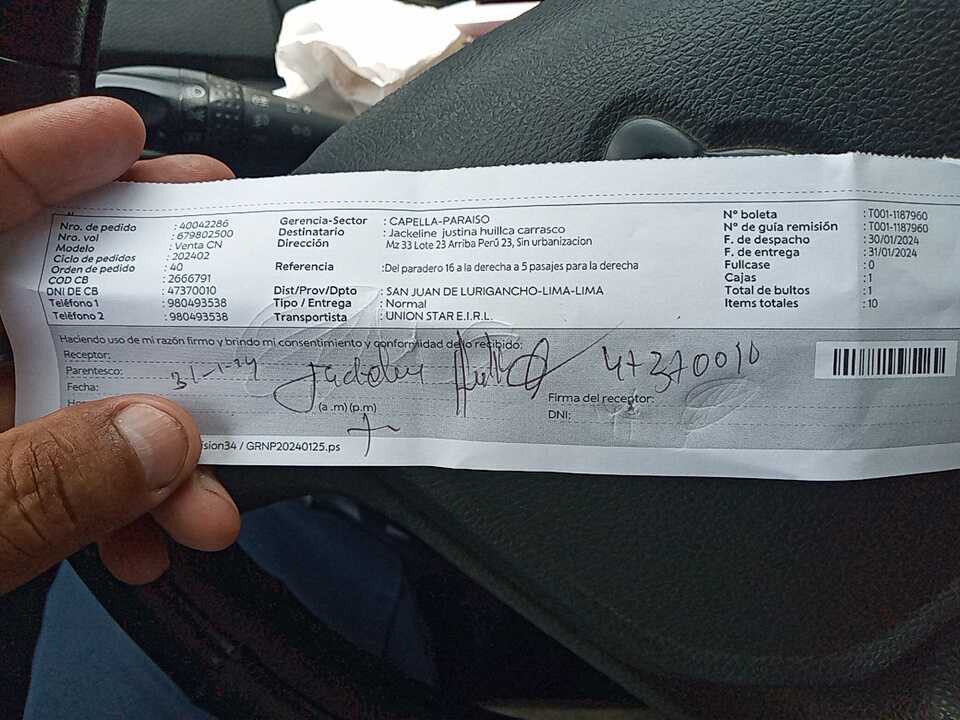 Nro. de pedido : 40042286
Nro. vol : 679802500
Modelo : Venta CN
Ciclo de pedidos : 202402
Orden de pedido : 40
COD CB : 2666791
DNI DE CB : 47370010
Teléfono 1 : 980493538
Teléfono 2 : 980493538
Gerencia-Sector : CAPELLA-PARAISO
Destinatario : Jackeline justina huillca carrasco
Dirección Mz 33 Lote 23 Arriba Perú 23, Sin urbanizacion
Referencia :Del paradero 16 a la derecha a 5 pasajes para la derecha
Dist/Prov/Dpto : SAN JUAN DE LURIGANCHO-LIMA-LIMA
Tipo / Entrega : Normal
Transportista : UNION STAR E.I.R.L.
N° boleta : T001-1187960
N° de guía remisión : T001-1187960
F. de despacho : 30/01/2024
F. de entrega : 31/01/2024
Fullcase : 0
Cajas : 1
Total de bultos : 1
Items totales : 10
Haciendo uso de mi razón firmo y brindo mi consentimiento y conformidad de lo recibido:
Receptor:
Parentesco:
Fecha: 31-1-24
(a .m) (p.m)
47370010
Firma del receptor:
DNI:
ision34 / GRNP20240125.ps